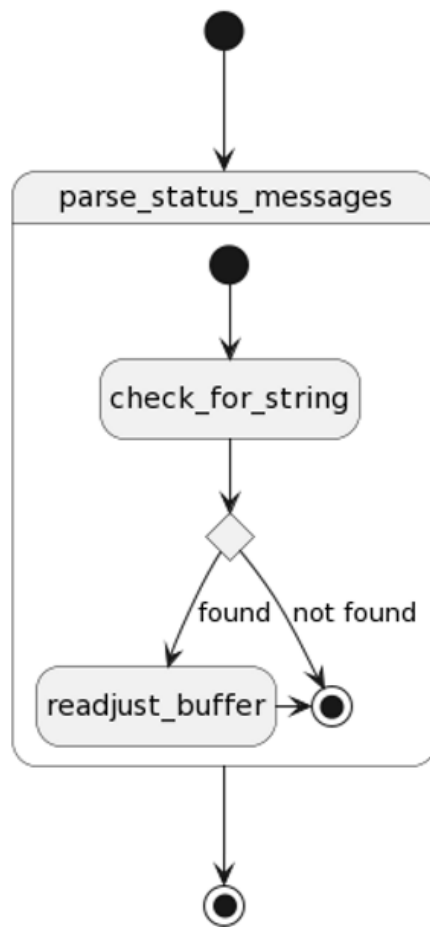 parse_status_messages
check_for_string
found
not found
readjust_buffer